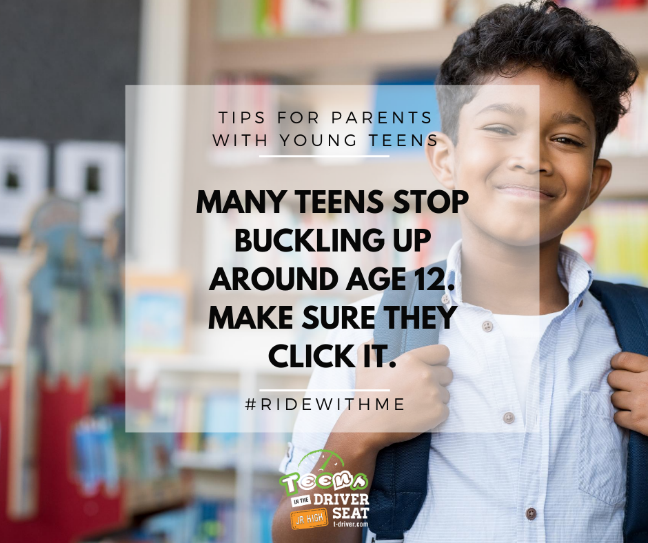 TIPS FOR PARENTS
WITH YOUNG TEENS
MANY TEENS STOP
BUCKLING UP
AROUND AGE 12.
MAKE SURE THEY
CLICK IT.
#RIDEWITHME
TEENS
IN THE DRIVER
JR. HIGH SEAT
t-driver.com